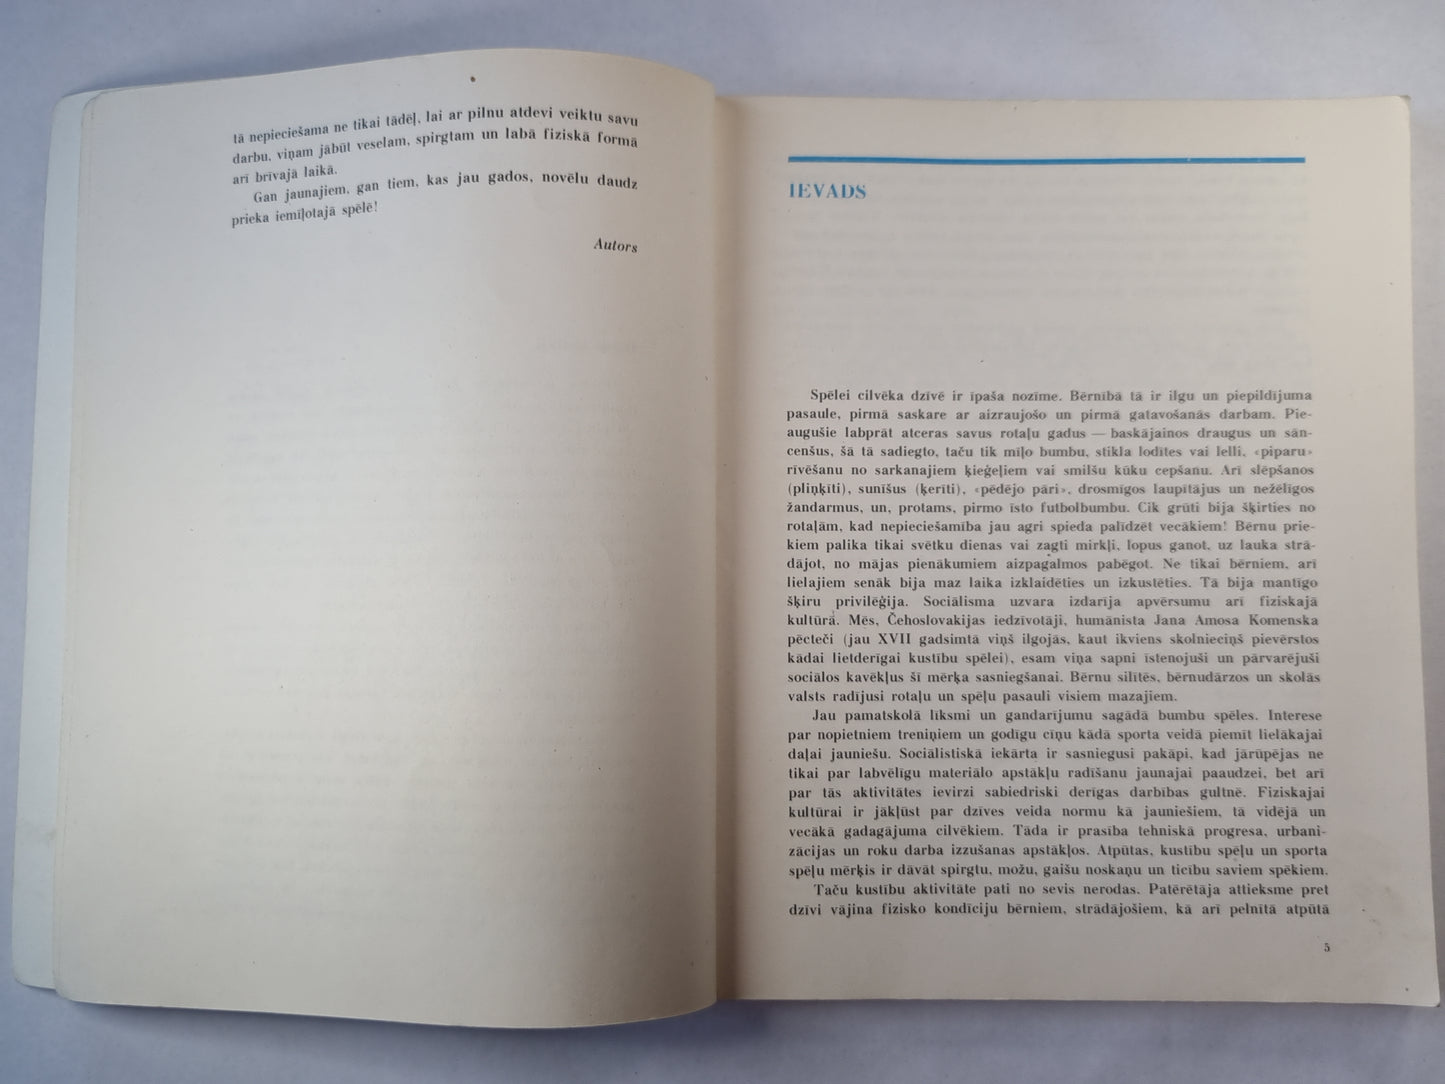 tā nepieciešama ne tikai tādēļ, lai ar pilnu atdevi veiktu savu
darbu, viņam jābūt veselam, spirgtam un labā fiziskā formā
arī brīvajā laikā.
Gan jaunajiem, gan tiem, kas jau gados, novēlu daudz
prieka iemīļotajā spēlē!
Autors
IEVADS
Spēlei cilvēka dzīvē ir īpaša nozīme. Bērnībā tā ir ilgu un piepildījuma
pasaule, pirmā saskare ar aizraujošo un pirmā gatavošanās darbam. Pie-
augušie labprāt atceras savus rotaļu gadus — baskājainos draugus un sān-
cenšus, šā tā sadiegto, taču tik mīļo bumbu, stikla lodītes vai lelli, «piparu»
rīvēšanu no sarkanajiem ķieģeļiem vai smilšu kūku cepšanu. Arī slēpšanos
(pliņķīti), sunīšus (ķerīti), «pēdējo pāri», drosmīgos laupītājus un nežēlīgos
žandarmus, un, protams, pirmo īsto futbolbumbu. Cik grūti bija šķirties no
rotaļām, kad nepieciešamība jau agri spieda palīdzēt vecākiem! Bērnu prie-
kiem palika tikai svētku dienas vai zagti mirkļi, lopus ganot, uz lauka strā-
dājot, no mājas pienākumiem aizpagalmos pabēgot. Ne tikai bērniem, arī
lielajiem senāk bija maz laika izklaidēties un izkustēties. Tā bija mantīgo
šķiru privilēģija. Sociālisma uzvara izdarīja apvērsumu arī fiziskajā
kultūrā. Mēs, Čehoslovakijas iedzīvotāji, humānista Jana Amosa Komenska
pēcteči (jau XVII gadsimtā viņš ilgojās, kaut ikviens skolnieciņš pievērstos
kādai lietderīgai kustību spēlei), esam viņa sapni īstenojuši un pārvarējuši
sociālos kavēkļus šī mērķa sasniegšanai. Bērnu silītēs, bērnudārzos un skolās
valsts radījusi rotaļu un spēļu pasauli visiem mazajiem.
Jau pamatskolā līksmi un gandarījumu sagādā bumbu spēles. Interese
par nopietniem treniņiem un godīgu cīņu kādā sporta veidā piemīt lielākajai
daļai jauniešu. Sociālistiskā iekārta ir sasniegusi pakāpi, kad jārūpējas ne
tikai par labvēlīgu materiālo apstākļu radīšanu jaunajai paaudzei, bet arī
par tās aktivitātes ievirzi sabiedriski derīgas darbības gultnē. Fiziskajai
kultūrai ir jākļūst par dzīves veida normu kā jauniešiem, tā vidējā un
vecākā gadagājuma cilvēkiem. Tāda ir prasība tehniskā progresa, urbani-
zācijas un roku darba izzušanas apstākļos. Atpūtas, kustību spēļu un sporta
spēļu mērķis ir dāvāt spirgtu, možu, gaišu noskaņu un ticību saviem spēkiem.
Taču kustību aktivitāte pati no sevis nerodas. Patērētāja attieksme pret
dzīvi vājina fizisko kondīciju bērniem, strādājošiem, kā arī pelnītā atpūtā
5